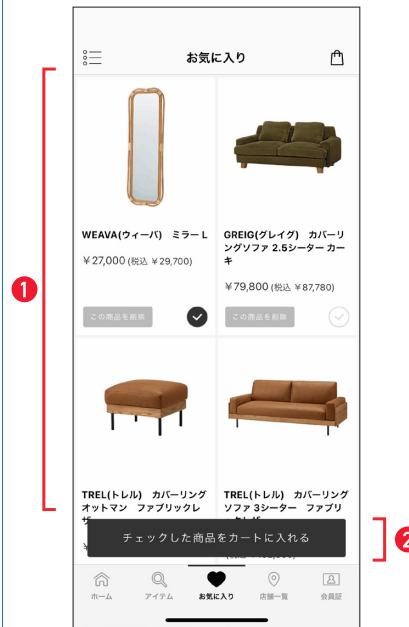 お気に入り
WEAVA(ウィーバ) ミラー L
¥27,000 (税込 ¥29,700)
この商品を削除
GREIG(グレイグ) カバーリ
ングソファ 2.5シーター カー
キ
¥79,800 (税込 ¥87,780)
この商品を削除
1
TREL(トレル) カバーリング
オットマン ファブリックレ
ザー
TREL(トレル) カバーリング
ソファ 3シーター ファブリ
チェックした商品をカートに入れる
2
ホーム
アイテム
お気に入り
店舗一覧
会員証